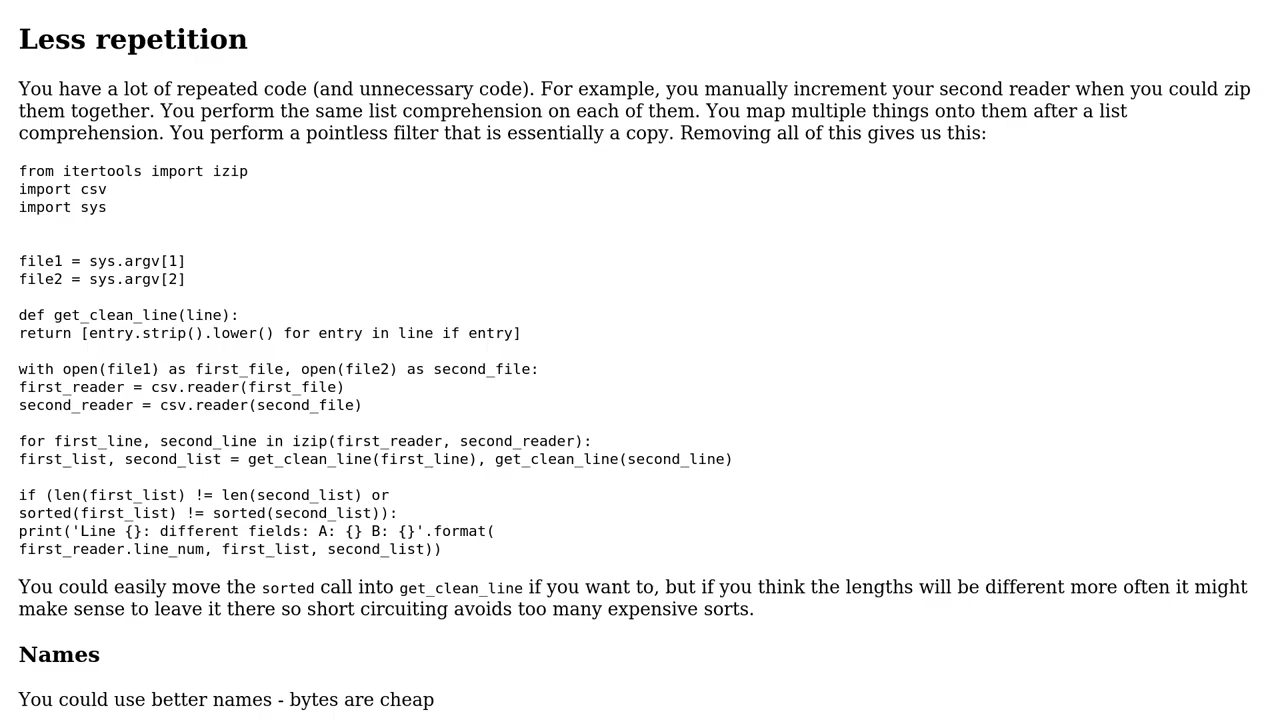 Less repetition
You have a lot of repeated code (and unnecessary code). For example, you manually increment your second reader when you could zip
them together. You perform the same list comprehension on each of them. You map multiple things onto them after a list
comprehension. You perform a pointless filter that is essentially a copy. Removing all of this gives us this:
from itertools import izip
import csv
import sys
file1 = sys.argv[1]
file2 = sys.argv[2]
def get_clean_line(line):
return [entry.strip().lower() for entry in line if entry]
with open(file1) as first_file, open(file2) as second_file:
first_reader = csv.reader(first_file)
second_reader = csv.reader(second_file)
for first_line, second_line in izip(first_reader, second_reader):
first_list, second_list = get_clean_line(first_line), get_clean_line(second_line)
if (len(first_list) != len(second_list) or
sorted(first_list) != sorted(second_list)):
print('Line {}: different fields: A: {} B: {}'.format(
first_reader.line_num, first_list, second_list))
You could easily move the sorted call into get_clean_line if you want to, but if you think the lengths will be different more often it might
make sense to leave it there so short circuiting avoids too many expensive sorts.
Names
You could use better names - bytes are cheap